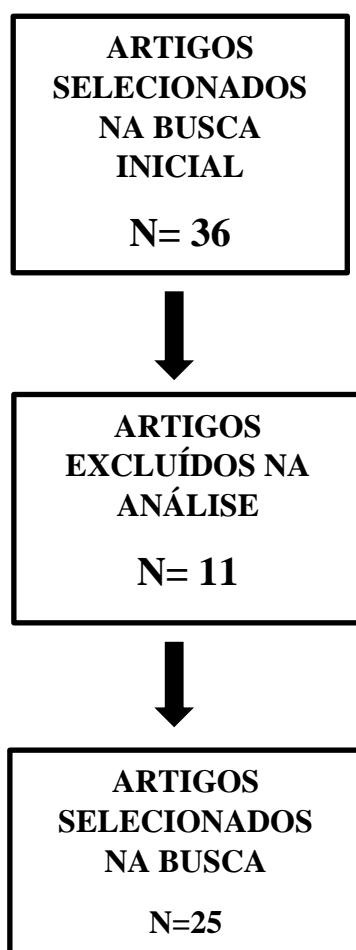 ARTIGOS
SELECIONADOS
NA BUSCA
INICIAL
N= 36
ARTIGOS
EXCLUÍDOS NA
ANÁLISE
N= 11
ARTIGOS
SELECIONADOS
NA BUSCA
N=25